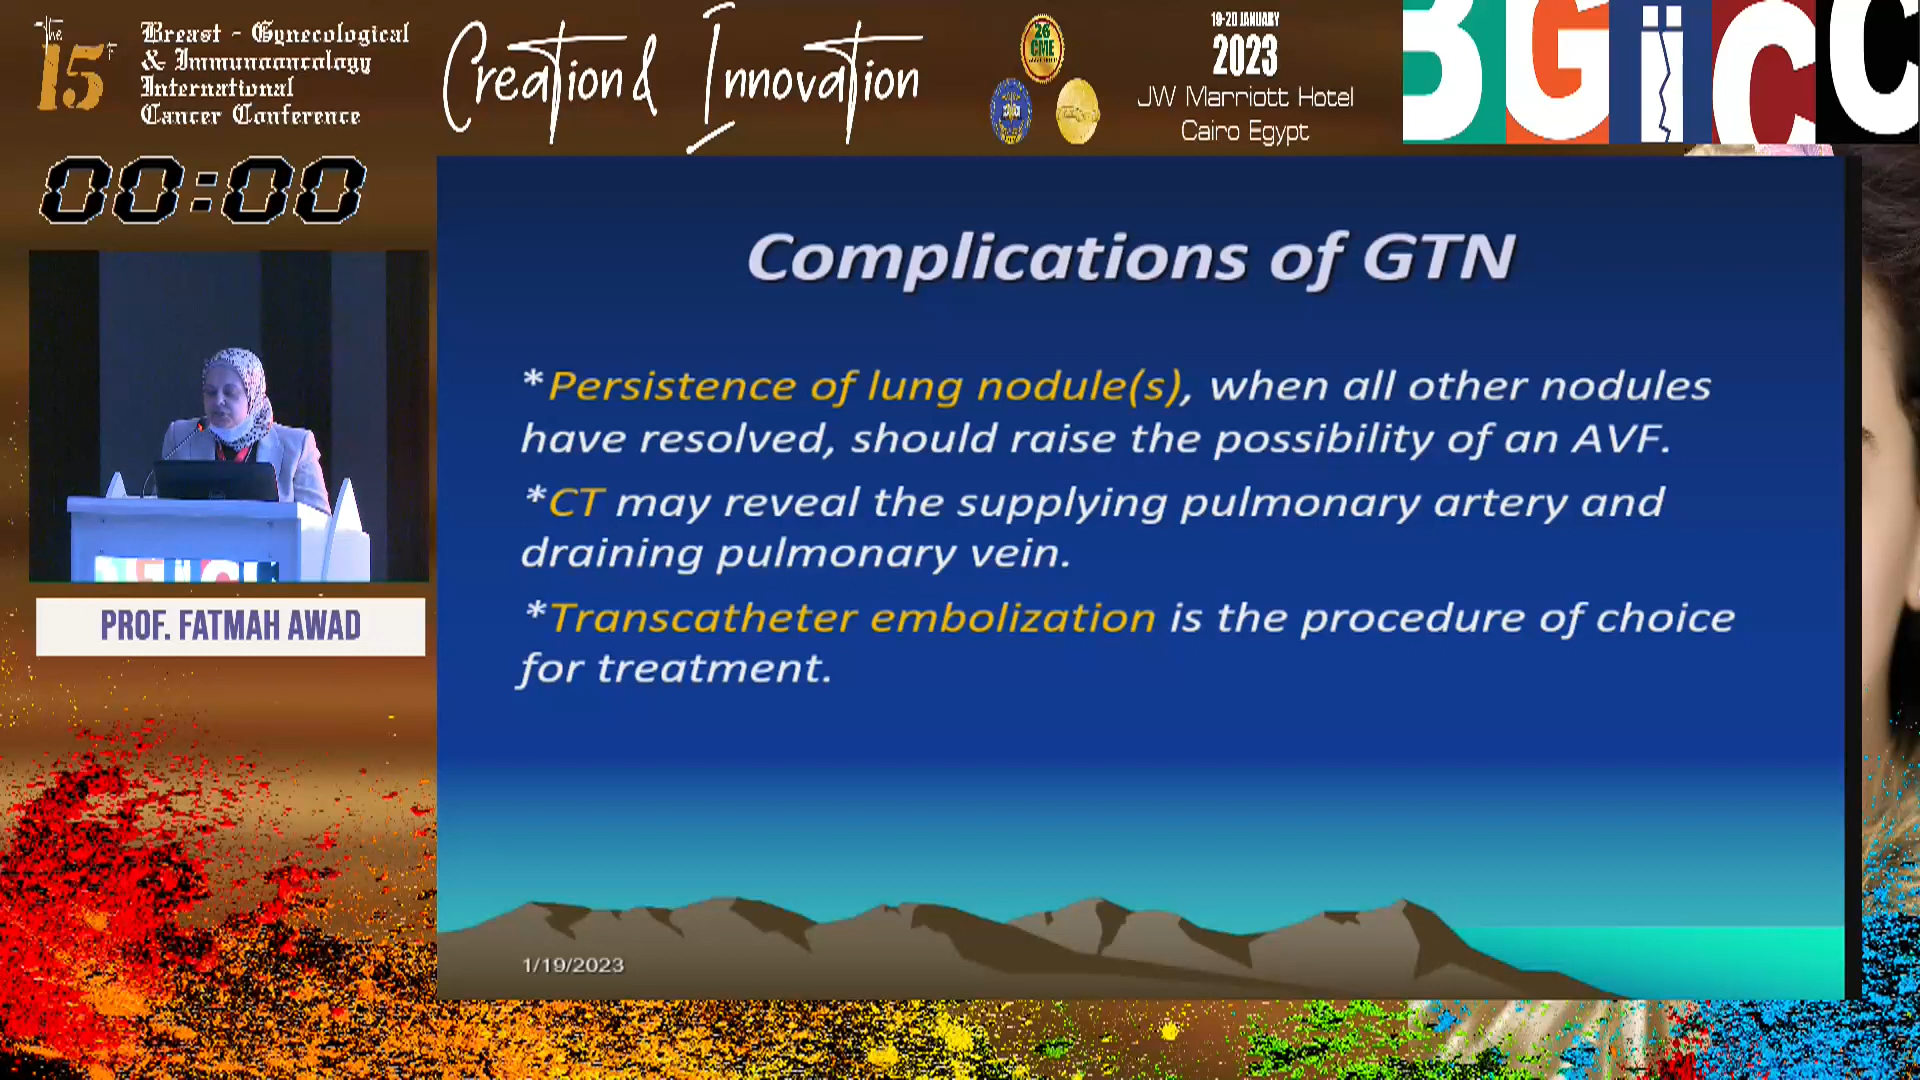 The
15th
Breast - Gynecological
& Immunooncology
International
Cancer Conference
Creation & Innovation
26
CME
19-20 JANUARY
2023
JW Marriott Hotel
Cairo Egypt
BGICC
00:00
Complications of GTN
*Persistence of lung nodule(s), when all other nodules
have resolved, should raise the possibility of an AVF.
*CT may reveal the supplying pulmonary artery and
draining pulmonary vein.
*Transcatheter embolization is the procedure of choice
for treatment.
1/19/2023
PROF. FATMAH AWAD